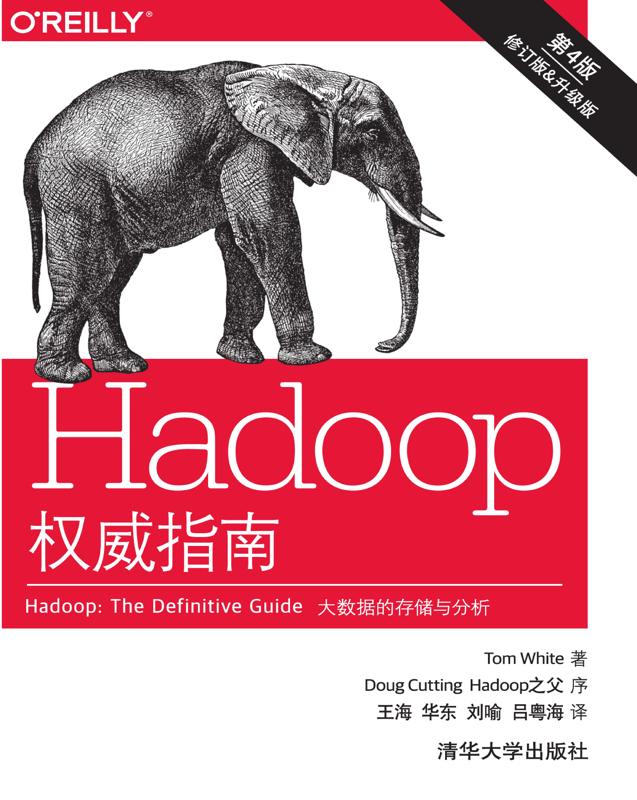 O'REILLY®
第4版
修订版&升级版
Hadoop
权威指南
Hadoop: The Definitive Guide 大数据的存储与分析
Tom White 著
Doug Cutting Hadoop之父 序
王海 华东 刘喻 吕粤海 译
清华大学出版社